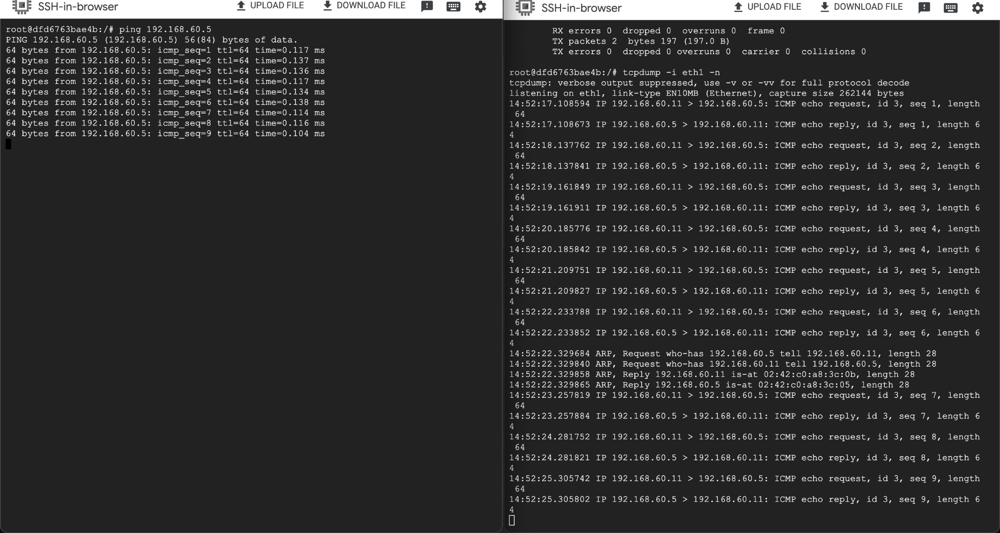 SSH-in-browser UPLOAD FILE DOWNLOAD FILE
root@dfd6763bae4b:/# ping 192.168.60.5
PING 192.168.60.5 (192.168.60.5) 56(84) bytes of data.
64 bytes from 192.168.60.5: icmp_seq=1 ttl=64 time=0.117 ms
64 bytes from 192.168.60.5: icmp_seq=2 ttl=64 time=0.137 ms
64 bytes from 192.168.60.5: icmp_seq=3 ttl=64 time=0.136 ms
64 bytes from 192.168.60.5: icmp_seq=4 ttl=64 time=0.117 ms
64 bytes from 192.168.60.5: icmp_seq=5 ttl=64 time=0.134 ms
64 bytes from 192.168.60.5: icmp_seq=6 ttl=64 time=0.138 ms
64 bytes from 192.168.60.5: icmp_seq=7 ttl=64 time=0.114 ms
64 bytes from 192.168.60.5: icmp_seq=8 ttl=64 time=0.116 ms
64 bytes from 192.168.60.5: icmp_seq=9 ttl=64 time=0.104 ms
SSH-in-browser UPLOAD FILE DOWNLOAD FILE
RX errors 0  dropped 0  overruns 0  frame 0
TX packets 2  bytes 197 (197.0 B)
TX errors 0  dropped 0 overruns 0  carrier 0  collisions 0
root@dfd6763bae4b:/# tcpdump -i eth1 -n
tcpdump: verbose output suppressed, use -v or -vv for full protocol decode
listening on eth1, link-type EN10MB (Ethernet), capture size 262144 bytes
14:52:17.108594 IP 192.168.60.11 > 192.168.60.5: ICMP echo request, id 3, seq 1, length
64
14:52:17.108673 IP 192.168.60.5 > 192.168.60.11: ICMP echo reply, id 3, seq 1, length 6
4
14:52:18.137762 IP 192.168.60.11 > 192.168.60.5: ICMP echo request, id 3, seq 2, length
64
14:52:18.137841 IP 192.168.60.5 > 192.168.60.11: ICMP echo reply, id 3, seq 2, length 6
4
14:52:19.161849 IP 192.168.60.11 > 192.168.60.5: ICMP echo request, id 3, seq 3, length
64
14:52:19.161911 IP 192.168.60.5 > 192.168.60.11: ICMP echo reply, id 3, seq 3, length 6
4
14:52:20.185776 IP 192.168.60.11 > 192.168.60.5: ICMP echo request, id 3, seq 4, length
64
14:52:20.185842 IP 192.168.60.5 > 192.168.60.11: ICMP echo reply, id 3, seq 4, length 6
4
14:52:21.209751 IP 192.168.60.11 > 192.168.60.5: ICMP echo request, id 3, seq 5, length
64
14:52:21.209827 IP 192.168.60.5 > 192.168.60.11: ICMP echo reply, id 3, seq 5, length 6
4
14:52:22.233788 IP 192.168.60.11 > 192.168.60.5: ICMP echo request, id 3, seq 6, length
64
14:52:22.233852 IP 192.168.60.5 > 192.168.60.11: ICMP echo reply, id 3, seq 6, length 6
4
14:52:22.329684 ARP, Request who-has 192.168.60.5 tell 192.168.60.11, length 28
14:52:22.329840 ARP, Request who-has 192.168.60.11 tell 192.168.60.5, length 28
14:52:22.329858 ARP, Reply 192.168.60.11 is-at 02:42:c0:a8:3c:0b, length 28
14:52:22.329865 ARP, Reply 192.168.60.5 is-at 02:42:c0:a8:3c:05, length 28
14:52:23.257819 IP 192.168.60.11 > 192.168.60.5: ICMP echo request, id 3, seq 7, length
64
14:52:23.257884 IP 192.168.60.5 > 192.168.60.11: ICMP echo reply, id 3, seq 7, length 6
4
14:52:24.281752 IP 192.168.60.11 > 192.168.60.5: ICMP echo request, id 3, seq 8, length
64
14:52:24.281821 IP 192.168.60.5 > 192.168.60.11: ICMP echo reply, id 3, seq 8, length 6
4
14:52:25.305742 IP 192.168.60.11 > 192.168.60.5: ICMP echo request, id 3, seq 9, length
64
14:52:25.305802 IP 192.168.60.5 > 192.168.60.11: ICMP echo reply, id 3, seq 9, length 6
4